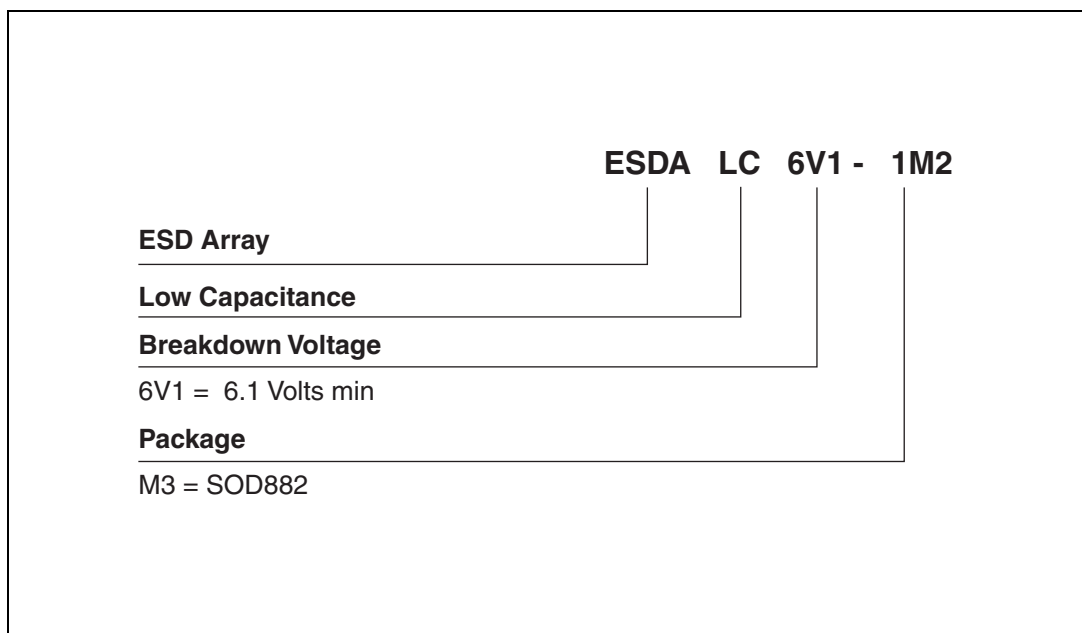 ESDA LC 6V1 - 1M2
ESD Array
Low Capacitance
Breakdown Voltage
6V1 = 6.1 Volts min
Package
M3 = SOD882